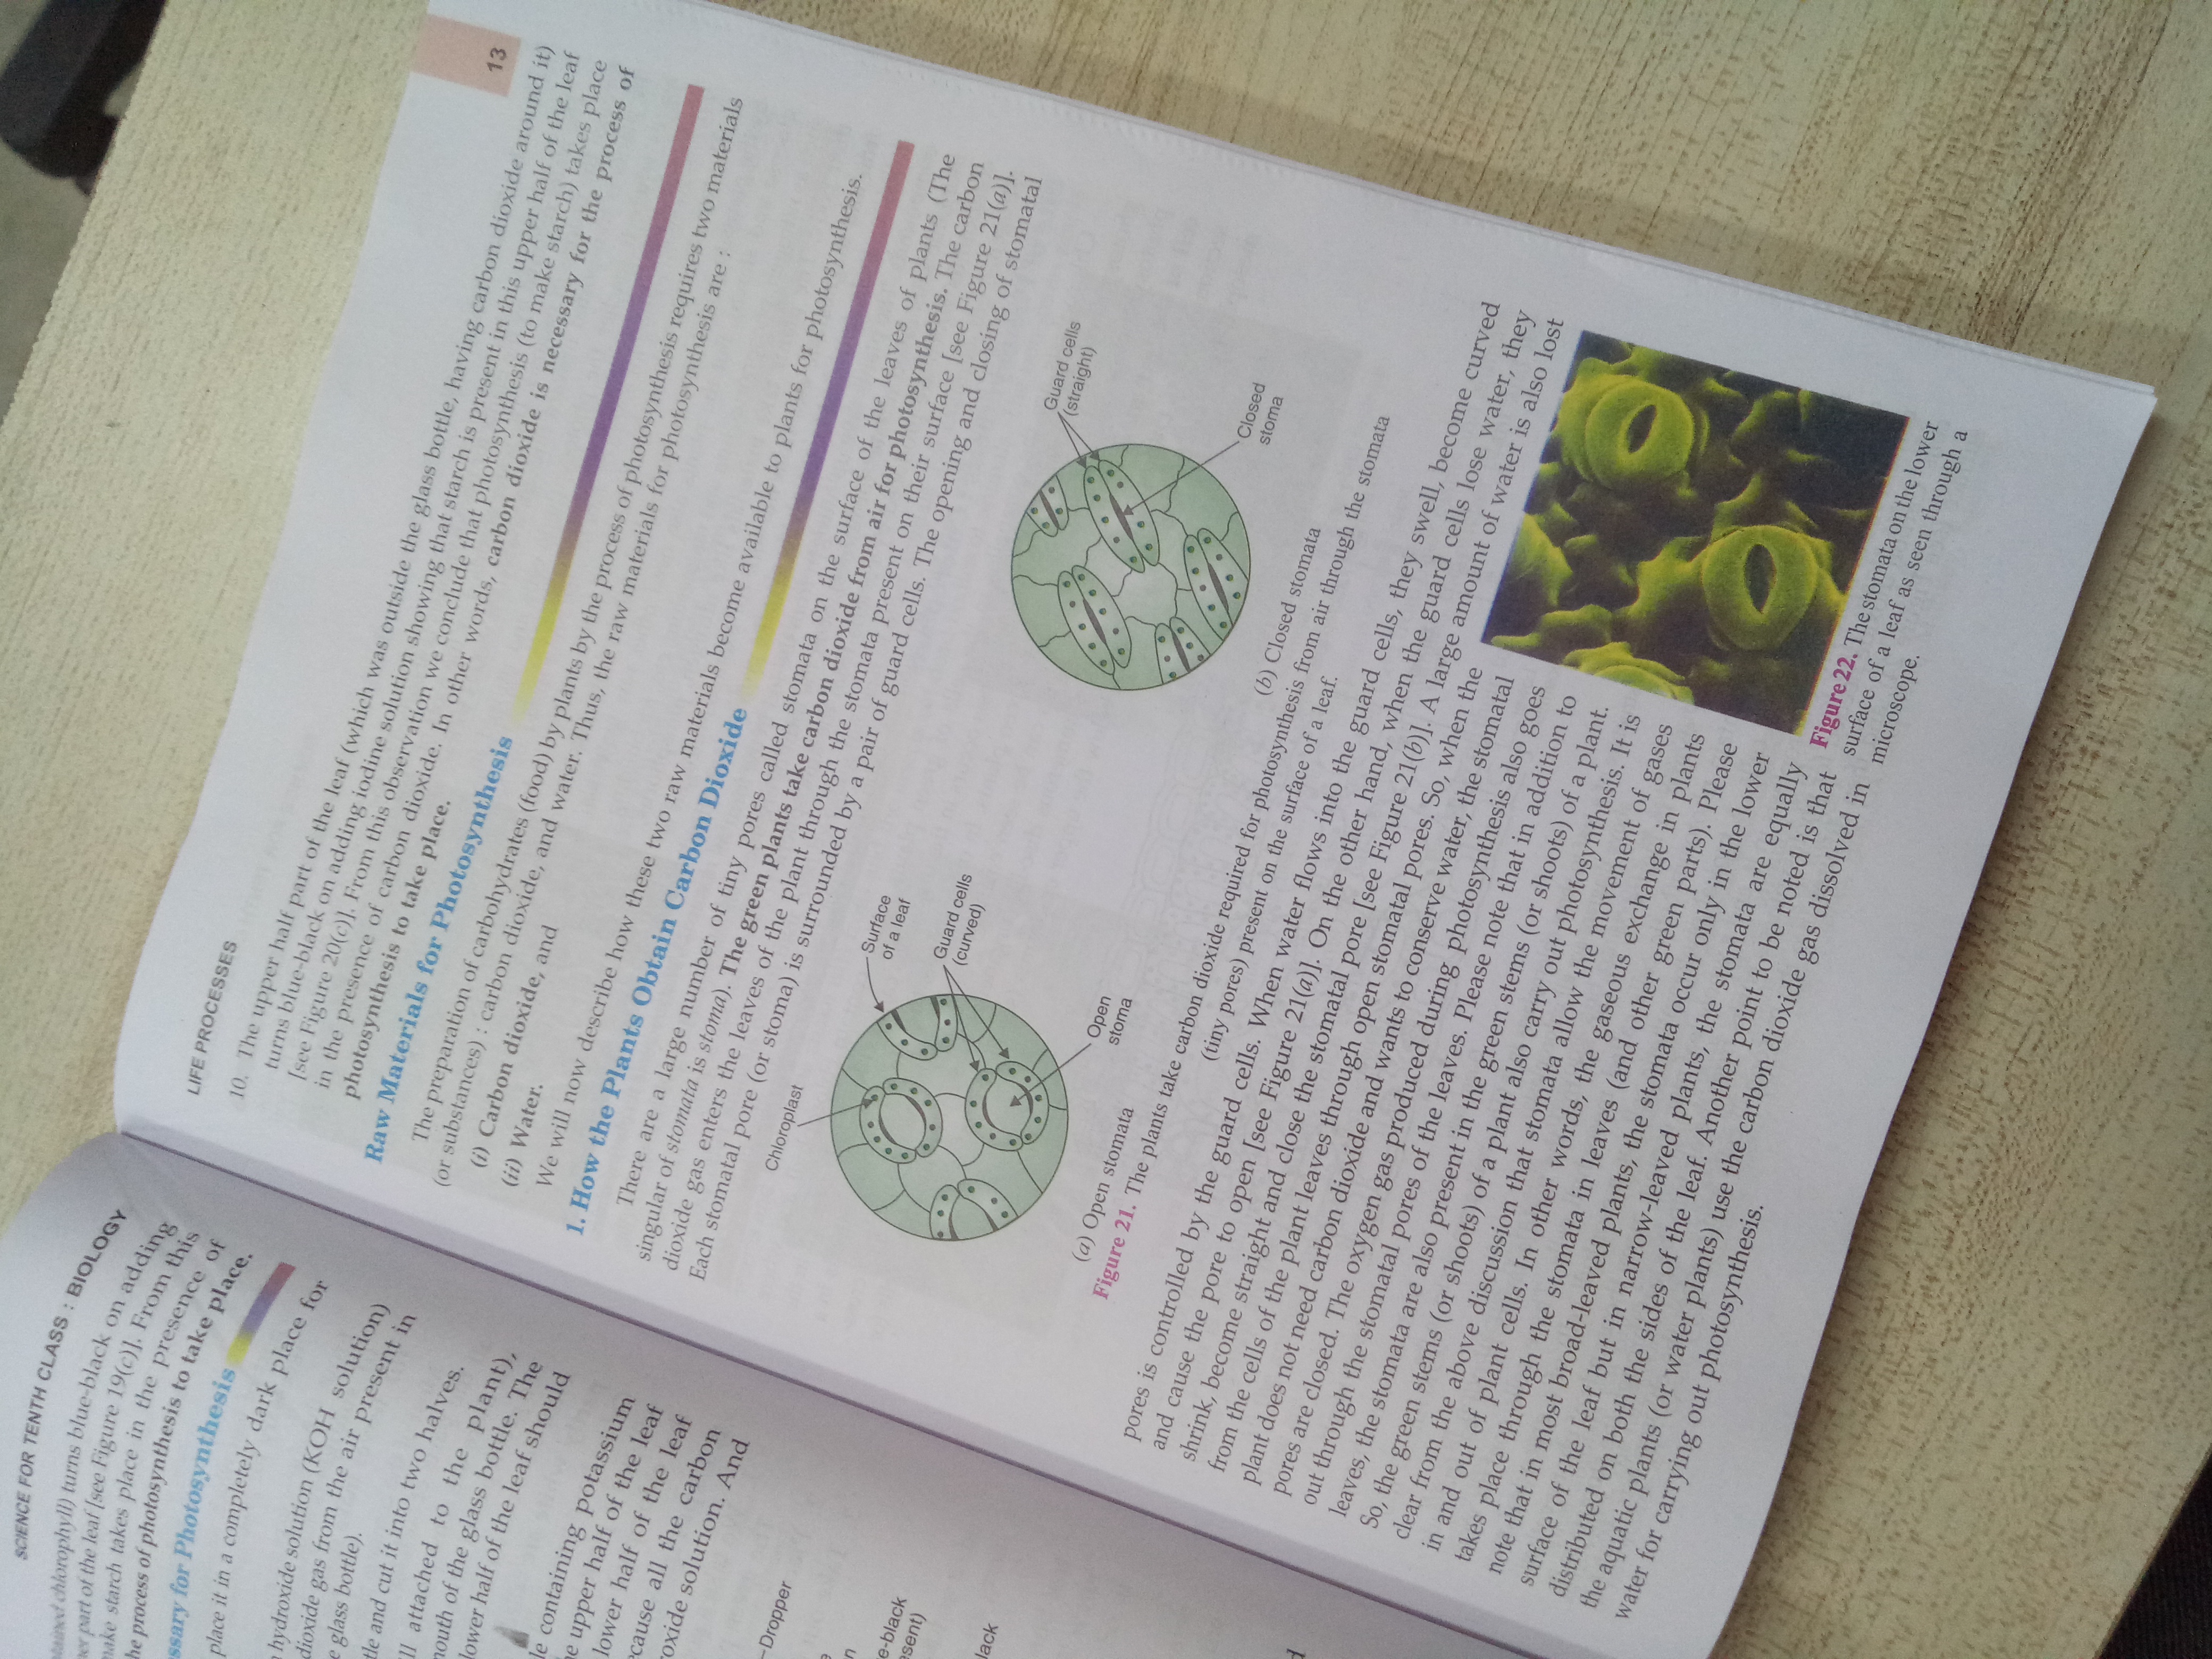 SCIENCE FOR TENTH CLASS : BIOLOGY
chlorophyll) turns blue-black on adding
part of the leaf [see Figure 19(c)]. From this
make starch takes place in the presence of
the process of photosynthesis to take place.
for Photosynthesis
place it in a completely dark place for
hydroxide solution (KOH solution)
dioxide gas from the air present in
glass bottle).
and cut it into two halves.
attached to the plant),
mouth of the glass bottle. The
lower half of the leaf should
containing potassium
upper half of the leaf
lower half of the leaf
because all the carbon
solution. And
Dropper
LIFE PROCESSES
13
10. The upper half part of the leaf (which was outside the glass bottle, having carbon dioxide around it)
turns blue-black on adding iodine solution showing that starch is present in this upper half of the leaf
[see Figure 20(c)]. From this observation we conclude that photosynthesis (to make starch) takes place
in the presence of carbon dioxide. In other words, carbon dioxide is necessary for the process of
photosynthesis to take place.
Raw Materials for Photosynthesis
The preparation of carbohydrates (food) by plants by the process of photosynthesis requires two materials
(or substances) : carbon dioxide, and water. Thus, the raw materials for photosynthesis are :
(i) Carbon dioxide, and
(ii) Water.
We will now describe how these two raw materials become available to plants for photosynthesis.
1. How the Plants Obtain Carbon Dioxide
There are a large number of tiny pores called stomata on the surface of the leaves of plants (The
singular of stomata is stoma). The green plants take carbon dioxide from air for photosynthesis. The carbon
dioxide gas enters the leaves of the plant through the stomata present on their surface [see Figure 21(a)].
Each stomatal pore (or stoma) is surrounded by a pair of guard cells. The opening and closing of stomatal
Chloroplast
Surface
of a leaf
Guard cells
(curved)
Open
stoma
Guard cells
(straight)
Closed
stoma
(a) Open stomata
(b) Closed stomata
Figure 21. The plants take carbon dioxide required for photosynthesis from air through the stomata
(tiny pores) present on the surface of a leaf.
pores is controlled by the guard cells. When water flows into the guard cells, they swell, become curved
and cause the pore to open [see Figure 21(a)]. On the other hand, when the guard cells lose water, they
shrink, become straight and close the stomatal pore [see Figure 21(b)]. A large amount of water is also lost
from the cells of the plant leaves through open stomatal pores. So, when the
plant does not need carbon dioxide and wants to conserve water, the stomatal
pores are closed. The oxygen gas produced during photosynthesis also goes
out through the stomatal pores of the leaves. Please note that in addition to
leaves, the stomata are also present in the green stems (or shoots) of a plant.
So, the green stems (or shoots) of a plant also carry out photosynthesis. It is
clear from the above discussion that stomata allow the movement of gases
in and out of plant cells. In other words, the gaseous exchange in plants
takes place through the stomata in leaves (and other green parts). Please
note that in most broad-leaved plants, the stomata occur only in the lower
surface of the leaf but in narrow-leaved plants, the stomata are equally
distributed on both the sides of the leaf. Another point to be noted is that
the aquatic plants (or water plants) use the carbon dioxide gas dissolved in
water for carrying out photosynthesis.
Figure 22. The stomata on the lower
surface of a leaf as seen through a
microscope.